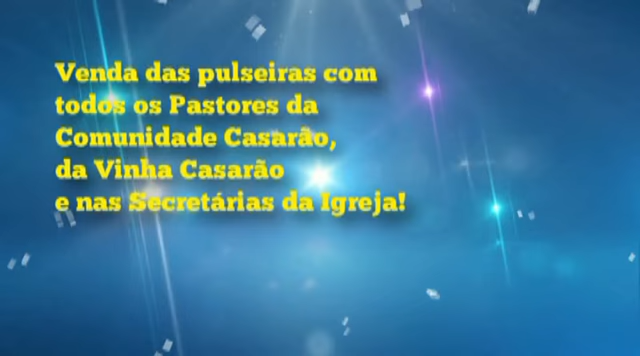 Venda das pulseiras com
todos os Pastores da
Comunidade Casarão,
da Vinha Casarão
e nas Secretárias da Igreja!